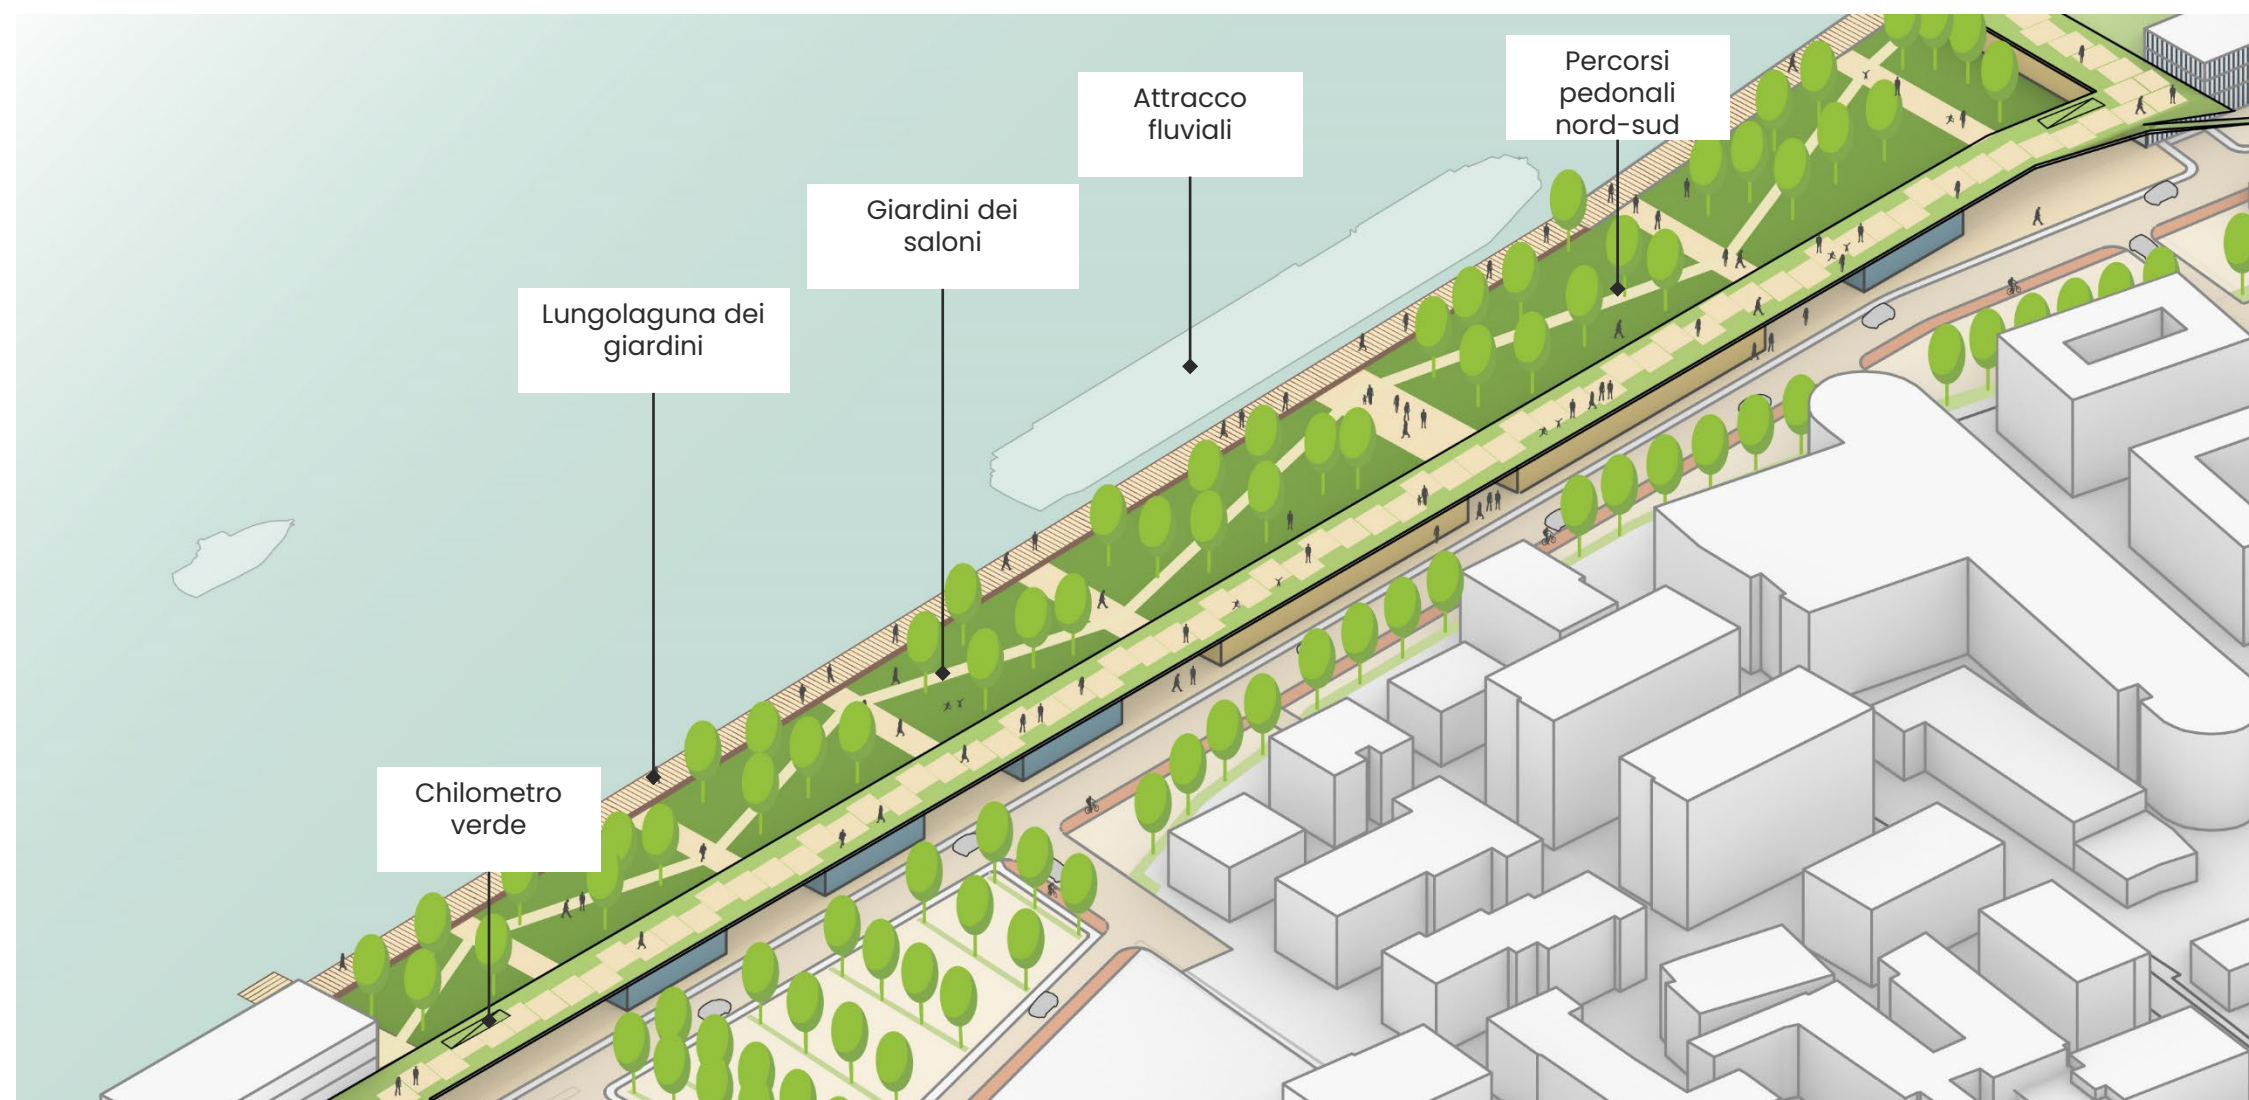 Percorsi
pedonali
nord-sud
Attracco
fluviali
Giardini dei
saloni
Lungolaguna dei
giardini
Chilometro
verde